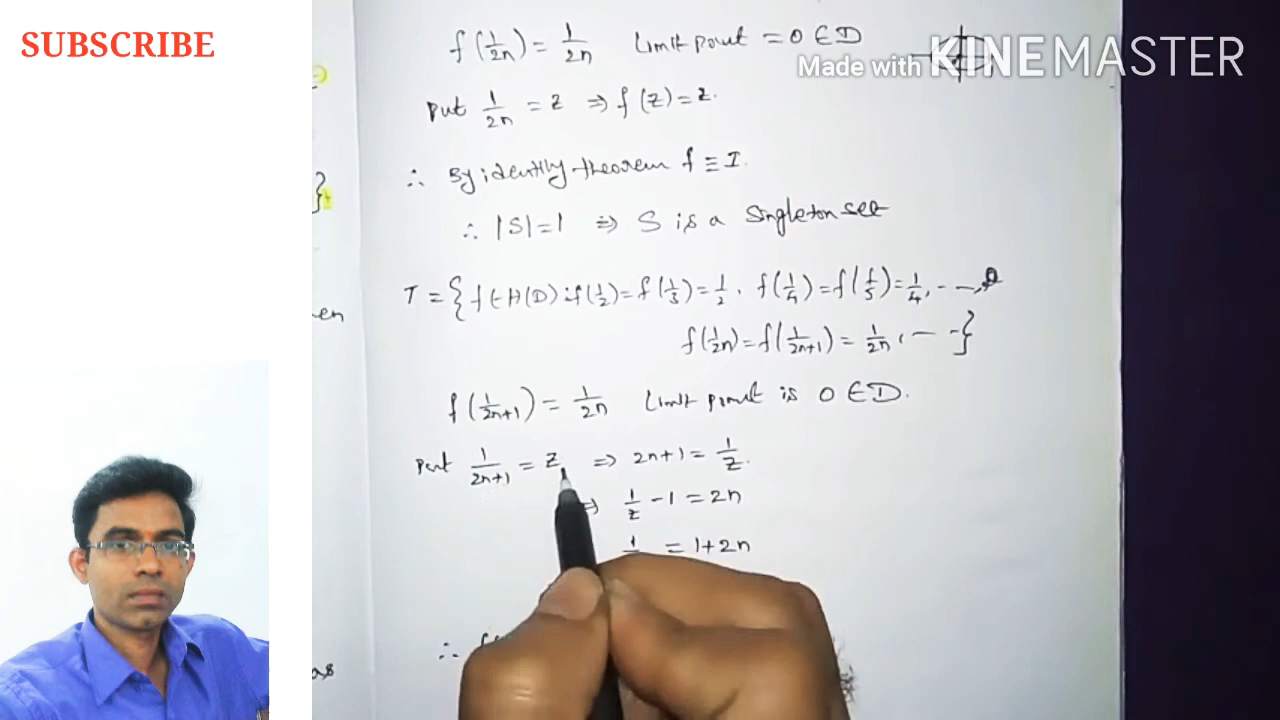 SUBSCRIBE
Made with KINEMASTER
f(1/2n) = 1/2n Limit point = 0 ∈ D
Put 1/2n = z ⇒ f(z) = z.
∴ By identity theorem f ≡ I.
∴ |S| = 1 ⇒ S is a singleton set
T = { f ∈ H(D) : f(1/2) = f(1/3) = 1/2, f(1/4) = f(1/5) = 1/4, - - -,
f(1/2n) = f(1/2n+1) = 1/2n, - - - }
f(1/2n+1) = 1/2n Limit point is 0 ∈ D.
Put 1/2n+1 = z ⇒ 2n+1 = 1/z.
⇒ 1/z - 1 = 2n
= 1+2n
∴